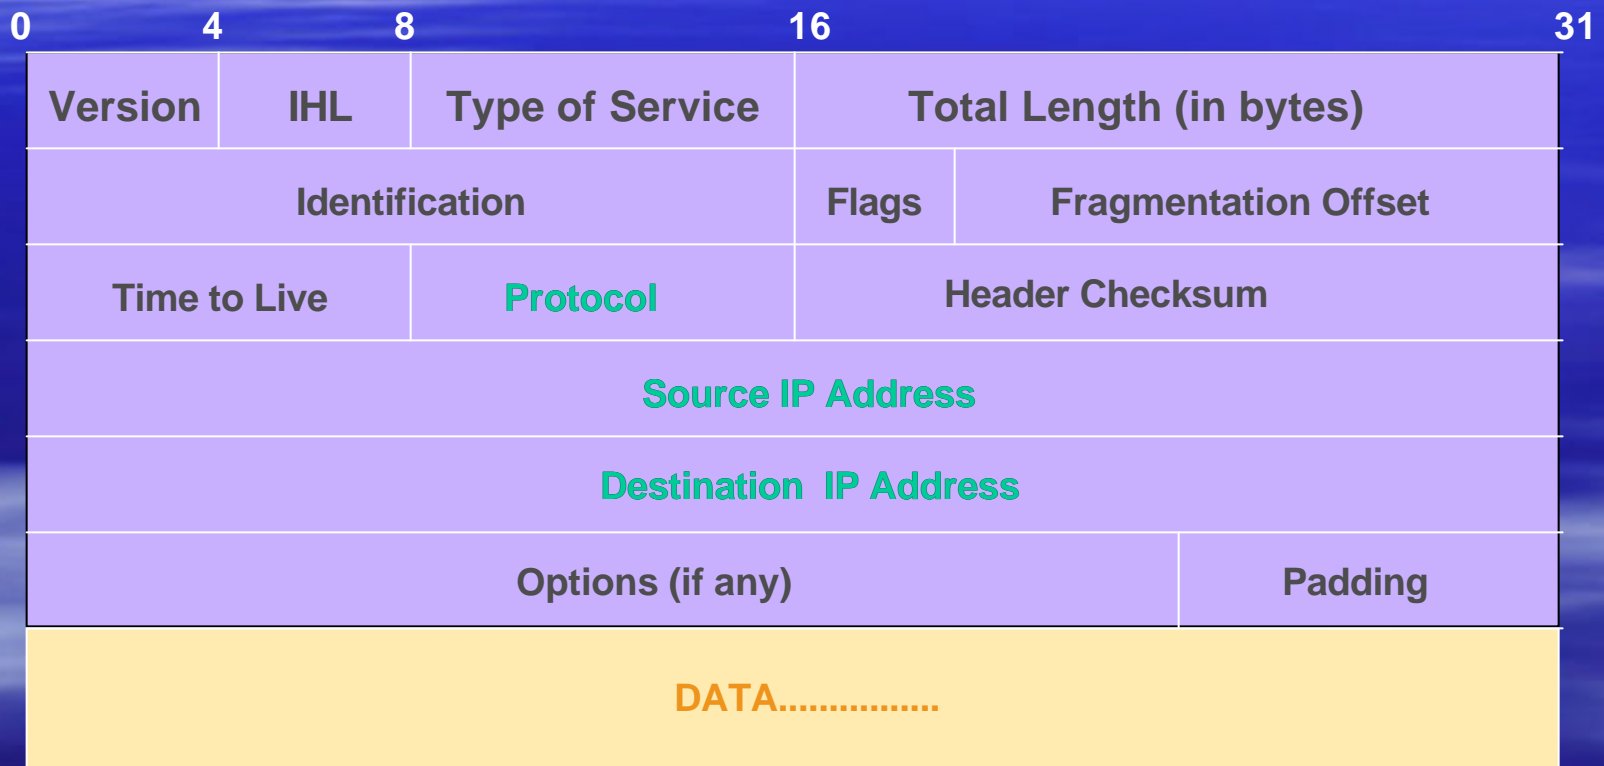 0 4 8 16 31
Version IHL Type of Service Total Length (in bytes)
Identification Flags Fragmentation Offset
Time to Live Protocol Header Checksum
Source IP Address
Destination IP Address
Options (if any) Padding
DATA................